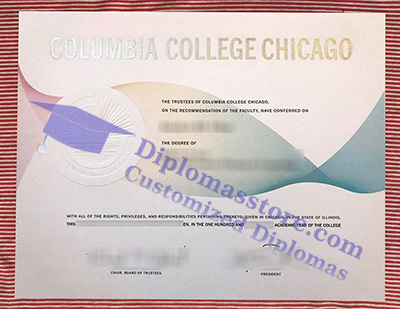 COLUMBIA COLLEGE CHICAGO
THE TRUSTEES OF COLUMBIA COLLEGE CHICAGO,
ON THE RECOMMENDATION OF THE FACULTY, HAVE CONFERRED ON
THE DEGREE OF
Diplomasstore.com
Customized Diplomas
WITH ALL OF THE RIGHTS, PRIVILEGES, AND RESPONSIBILITIES PERTAINING THERETO. GIVEN IN CHICAGO, IN THE STATE OF ILLINOIS,
THIS EN, IN THE ONE HUNDRED AND ACADEMIC YEAR OF THE COLLEGE
CHAIR, BOARD OF TRUSTEES PRESIDENT